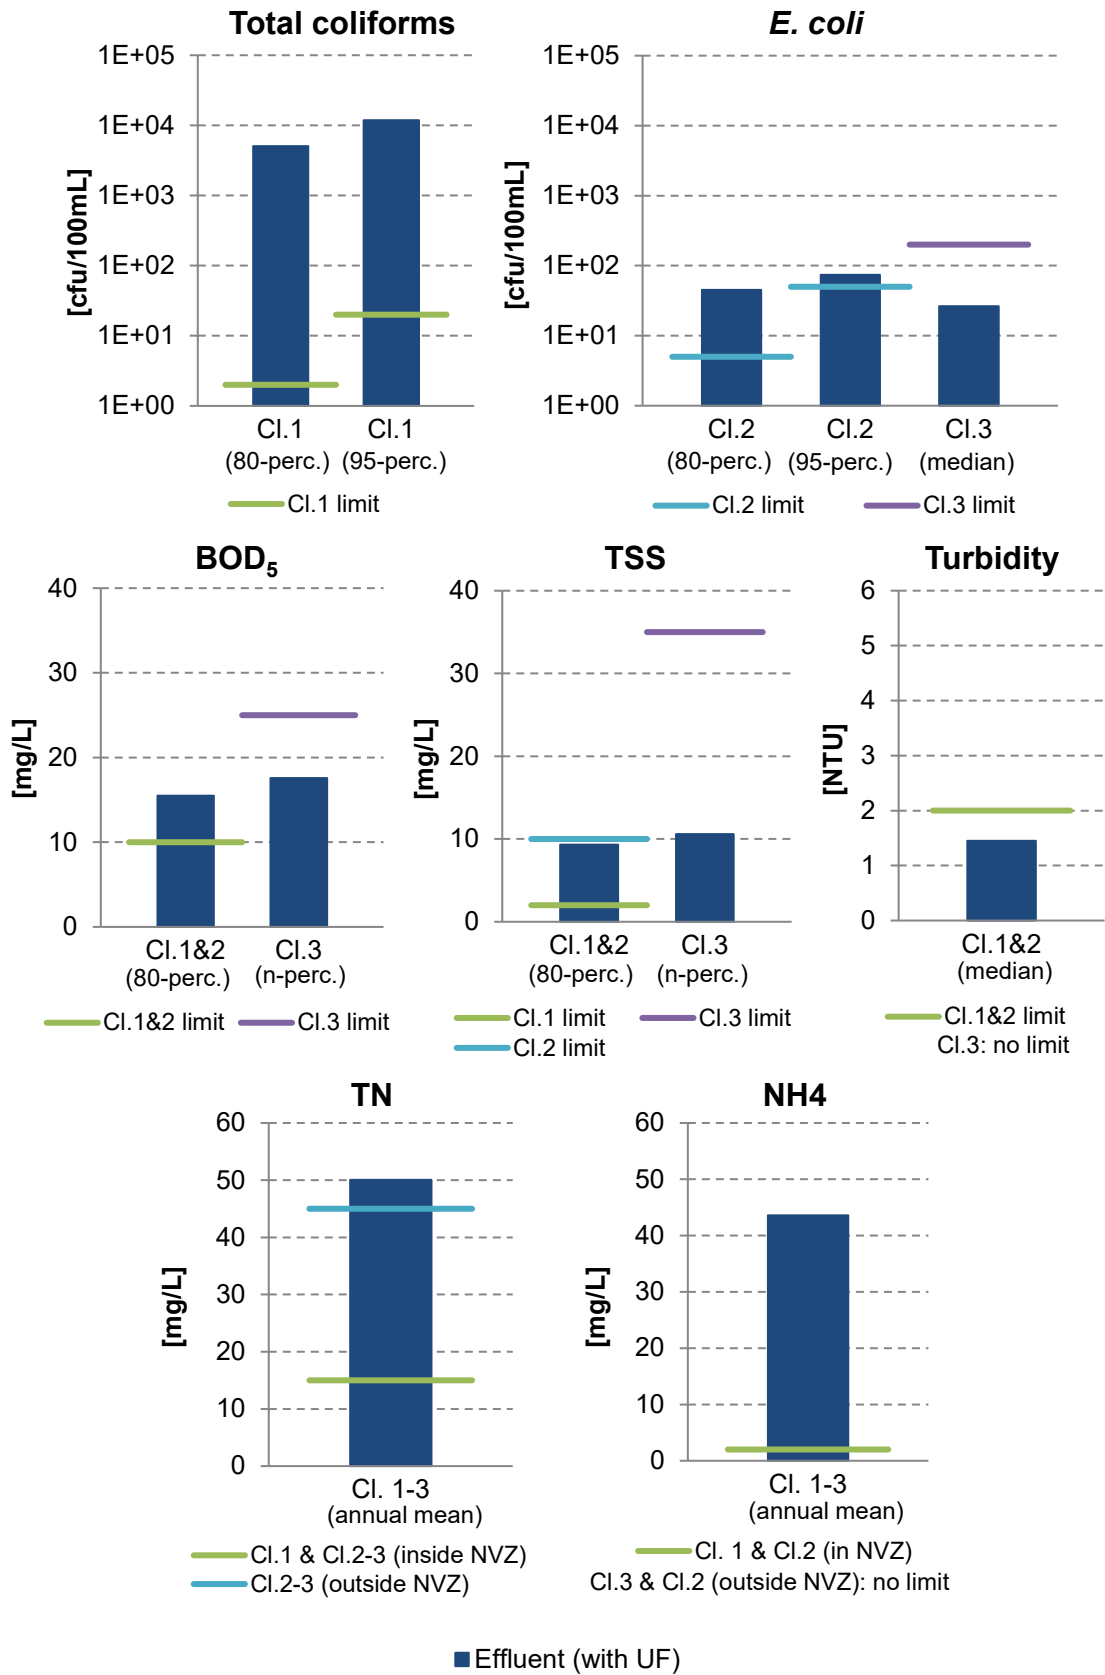 Total coliforms
E. coli
[cfu/100mL]
1E+05
1E+04
1E+03
1E+02
1E+01
1E+00
Cl.1 Cl.1
(80-perc.) (95-perc.)
Cl.1 limit
[cfu/100mL]
1E+05
1E+04
1E+03
1E+02
1E+01
1E+00
Cl.2 Cl.2 Cl.3
(80-perc.) (95-perc.) (median)
Cl.2 limit Cl.3 limit
BOD5
[mg/L]
40
30
20
10
0
Cl.1&2 Cl.3
(80-perc.) (n-perc.)
Cl.1&2 limit Cl.3 limit
TSS
[mg/L]
40
30
20
10
0
Cl.1&2 Cl.3
(80-perc.) (n-perc.)
Cl.1 limit Cl.3 limit
Cl.2 limit
Turbidity
[NTU]
6
5
4
3
2
1
0
Cl.1&2
(median)
Cl.1&2 limit
Cl.3: no limit
TN
[mg/L]
60
50
40
30
20
10
0
Cl. 1-3
(annual mean)
Cl.1 & Cl.2-3 (inside NVZ)
Cl.2-3 (outside NVZ)
NH4
[mg/L]
60
50
40
30
20
10
0
Cl. 1-3
(annual mean)
Cl. 1 & Cl.2 (in NVZ)
Cl.3 & Cl.2 (outside NVZ): no limit
Effluent (with UF)